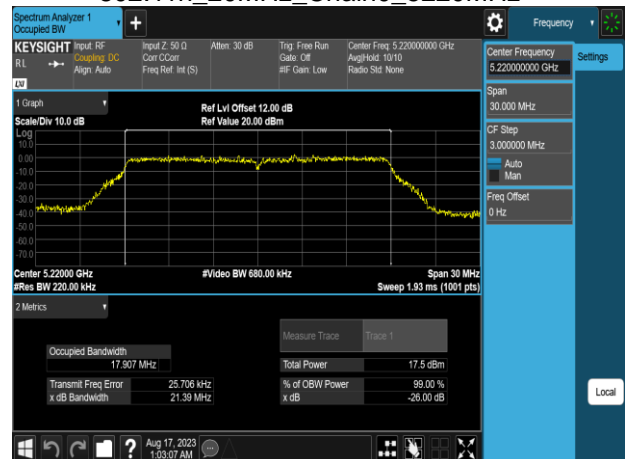 Spectrum Analyzer 1
Occupied BW
Frequency
KEYSIGHT
RL
Input: RF
Coupling: DC
Align: Auto
Input Z: 50 Ω
Corr CCorr
Freq Ref: Int (S)
Atten: 30 dB
Trig: Free Run
Gate: Off
#IF Gain: Low
Center Freq: 5.220000000 GHz
Avg|Hold: 10/10
Radio Std: None
LXI
Center Frequency
5.220000000 GHz
Settings
Span
30.000 MHz
CF Step
3.000000 MHz
Auto
Man
Freq Offset
0 Hz
Local
1 Graph
Scale/Div 10.0 dB
Ref Lvl Offset 12.00 dB
Ref Value 20.00 dBm
Log
10.0
0.00
-10.0
-20.0
-30.0
-40.0
-50.0
-60.0
-70.0
Center 5.22000 GHz
#Res BW 220.00 kHz
#Video BW 680.00 kHz
Span 30 MHz
Sweep 1.93 ms (1001 pts)
2 Metrics
Measure Trace Trace 1
Occupied Bandwidth
17.907 MHz
Total Power 17.5 dBm
Transmit Freq Error 25.706 kHz
% of OBW Power 99.00 %
x dB Bandwidth 21.39 MHz
x dB -26.00 dB
Aug 17, 2023
1:03:07 AM